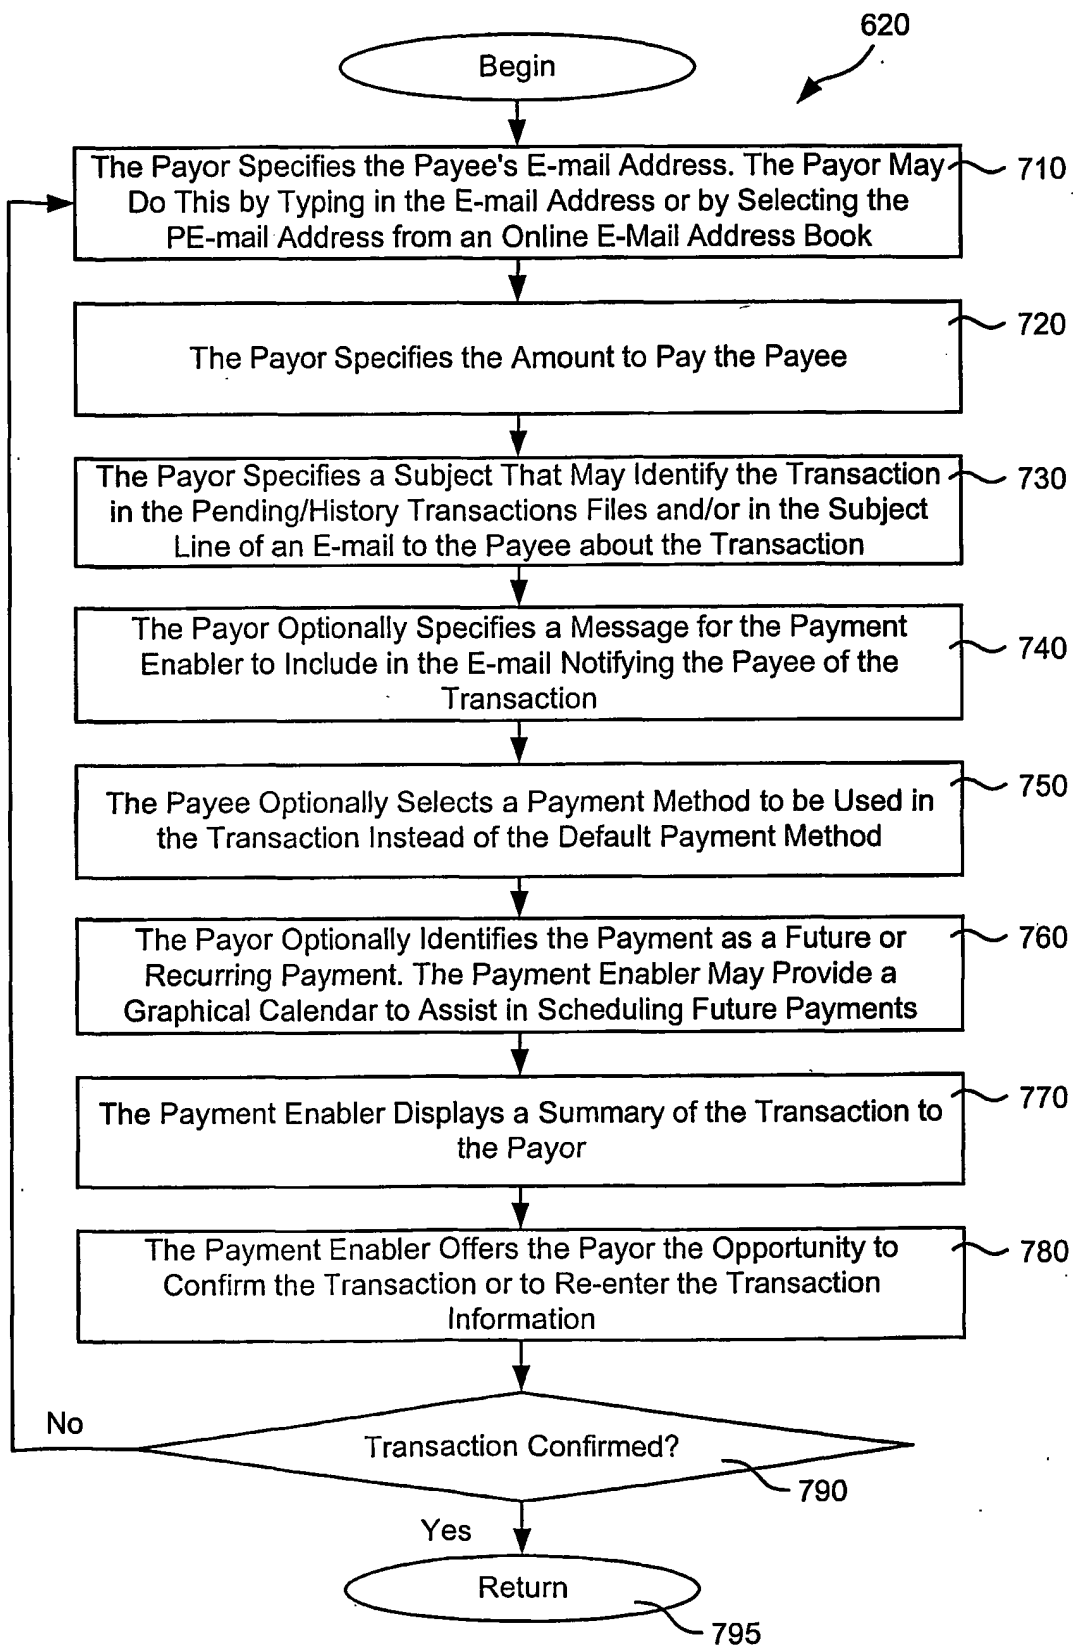 620
Begin
The Payor Specifies the Payee's E-mail Address. The Payor May
Do This by Typing in the E-mail Address or by Selecting the
PE-mail Address from an Online E-Mail Address Book
710
The Payor Specifies the Amount to Pay the Payee
720
The Payor Specifies a Subject That May Identify the Transaction
in the Pending/History Transactions Files and/or in the Subject
Line of an E-mail to the Payee about the Transaction
730
The Payor Optionally Specifies a Message for the Payment
Enabler to Include in the E-mail Notifying the Payee of the
Transaction
740
The Payee Optionally Selects a Payment Method to be Used in
the Transaction Instead of the Default Payment Method
750
The Payor Optionally Identifies the Payment as a Future or
Recurring Payment. The Payment Enabler May Provide a
Graphical Calendar to Assist in Scheduling Future Payments
760
The Payment Enabler Displays a Summary of the Transaction to
the Payor
770
The Payment Enabler Offers the Payor the Opportunity to
Confirm the Transaction or to Re-enter the Transaction
Information
780
No
Transaction Confirmed?
790
Yes
Return
795